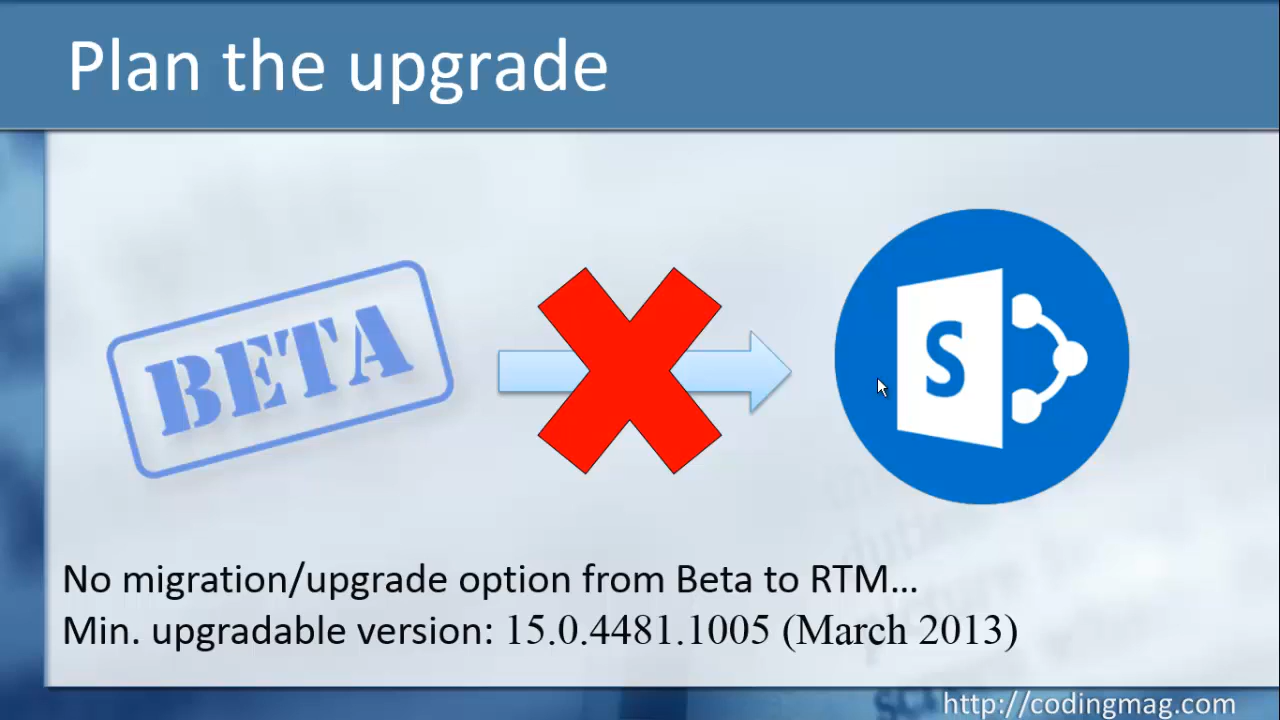 Plan the upgrade
BETA
S
No migration/upgrade option from Beta to RTM...
Min. upgradable version: 15.0.4481.1005 (March 2013)
http://codingmag.com